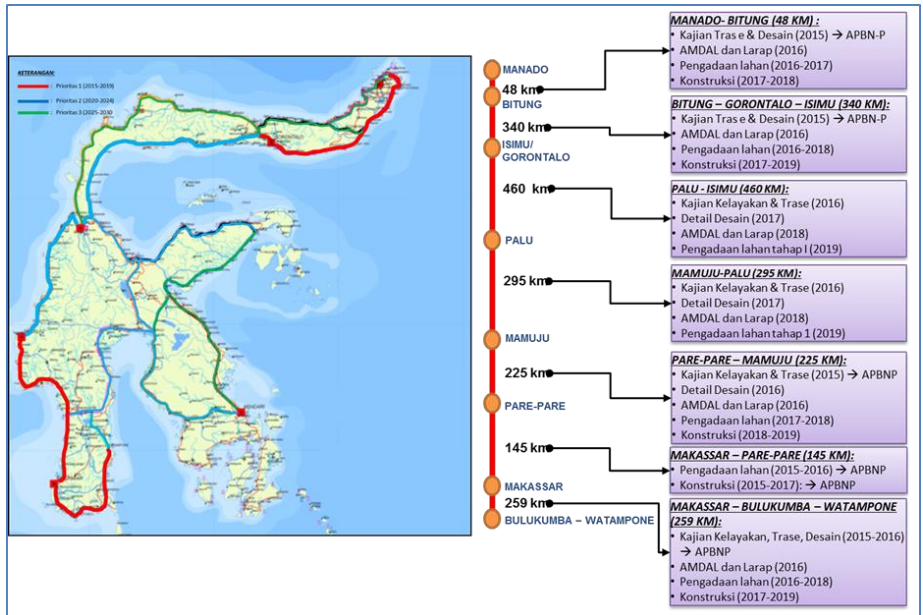 KETERANGAN:
: Prioritas 1 (2015-2019)
: Prioritas 2 (2020-2024)
: Prioritas 3 (2025-2030
GORONTALO
KENDARI
MANADO
48 km
BITUNG
340 km
ISIMU/
GORONTALO
460 km
PALU
295 km
MAMUJU
225 km
PARE-PARE
145 km
MAKASSAR
259 km
BULUKUMBA – WATAMPONE
MANADO- BITUNG (48 KM) :
• Kajian Tras e & Desain (2015) → APBN-P
• AMDAL dan Larap (2016)
• Pengadaan lahan (2016-2017)
• Konstruksi (2017-2018)
BITUNG – GORONTALO – ISIMU (340 KM):
• Kajian Tras e & Desain (2015) → APBN-P
• AMDAL dan Larap (2016)
• Pengadaan lahan (2016-2018)
• Konstruksi (2017-2019)
PALU - ISIMU (460 KM):
• Kajian Kelayakan & Trase (2016)
• Detail Desain (2017)
• AMDAL dan Larap (2018)
• Pengadaan lahan tahap I (2019)
MAMUJU-PALU (295 KM):
• Kajian Kelayakan & Trase (2016)
• Detail Desain (2017)
• AMDAL dan Larap (2018)
• Pengadaan lahan tahap 1 (2019)
PARE-PARE – MAMUJU (225 KM):
• Kajian Kelayakan & Trase (2015) → APBNP
• Detail Desain (2016)
• AMDAL dan Larap (2016)
• Pengadaan lahan (2017-2018)
• Konstruksi (2018-2019)
MAKASSAR – PARE-PARE (145 KM):
• Pengadaan lahan (2015-2016) → APBNP
• Konstruksi (2015-2017): → APBNP
MAKASSAR – BULUKUMBA – WATAMPONE
(259 KM):
• Kajian Kelayakan, Trase, Desain (2015-2016)
→ APBNP
• AMDAL dan Larap (2016)
• Pengadaan lahan (2016-2018)
• Konstruksi (2017-2019)